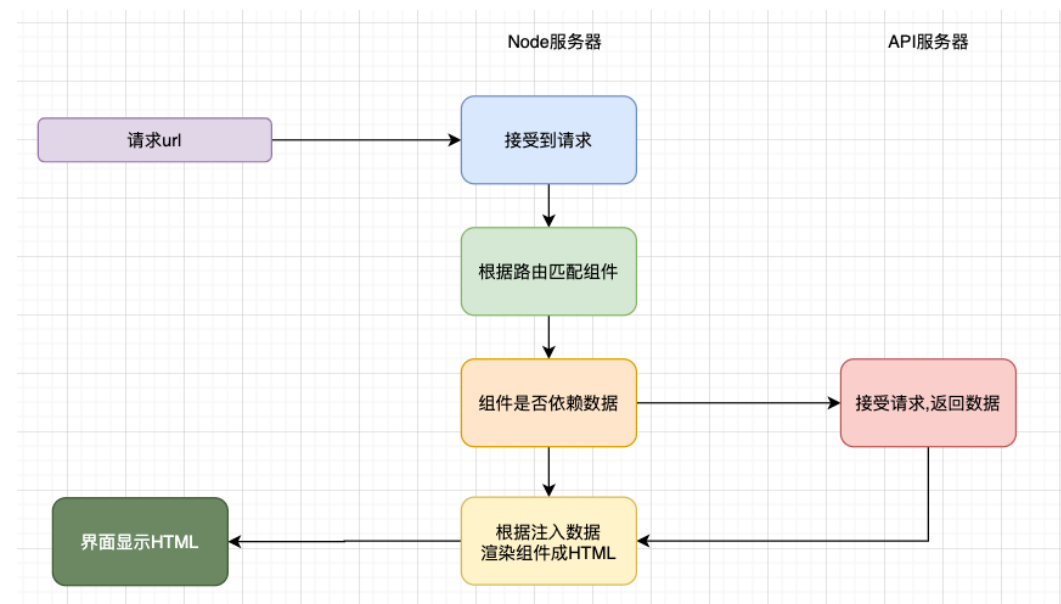 Node服务器
API服务器
请求url
接受到请求
根据路由匹配组件
组件是否依赖数据
接受请求,返回数据
界面显示HTML
根据注入数据
渲染组件成HTML